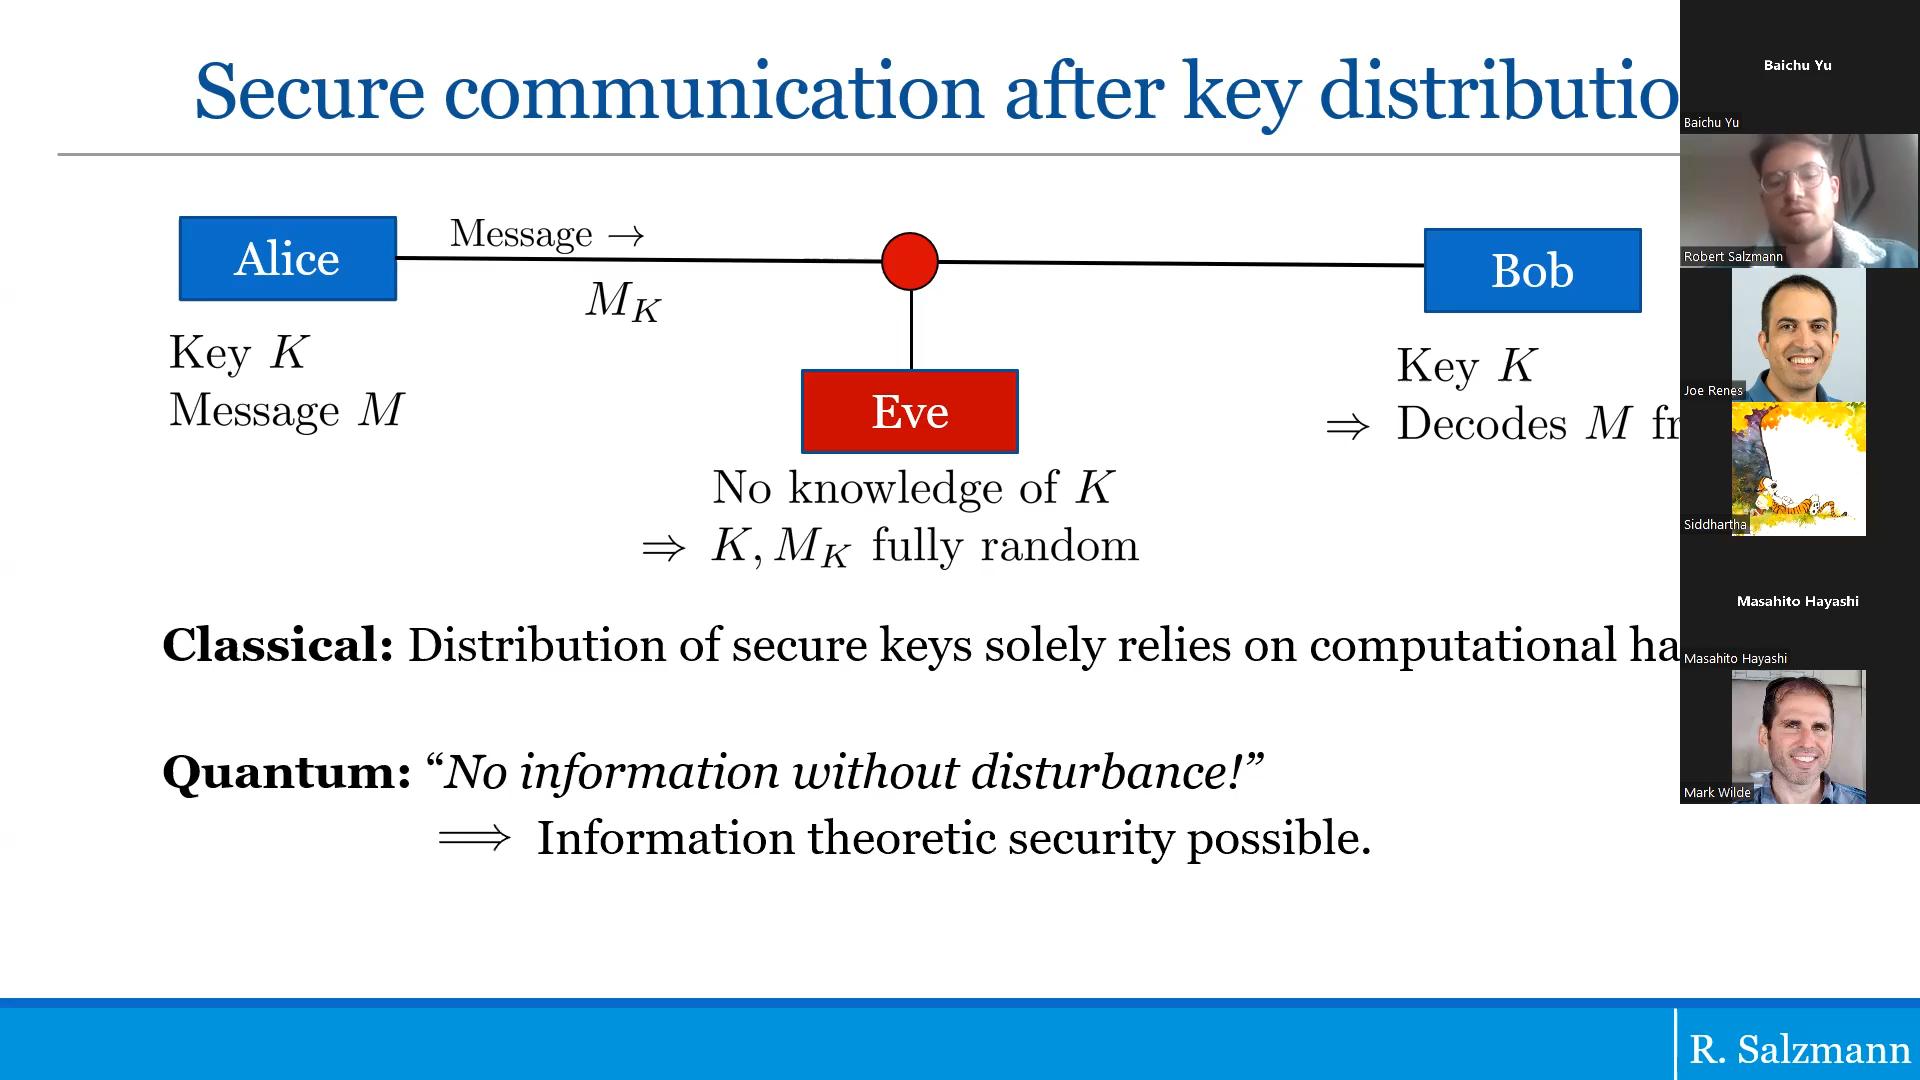 Secure communication after key distributio
Alice
Message →
M_K
Bob
Key K
Message M
Eve
Key K
⇒ Decodes M fr
No knowledge of K
⇒ K, M_K fully random
Classical: Distribution of secure keys solely relies on computational ha
Quantum: “No information without disturbance!”
⟹ Information theoretic security possible.
R. Salzmann
Baichu Yu
Baichu Yu
Robert Salzmann
Joe Renes
Siddhartha
Masahito Hayashi
Masahito Hayashi
Mark Wilde